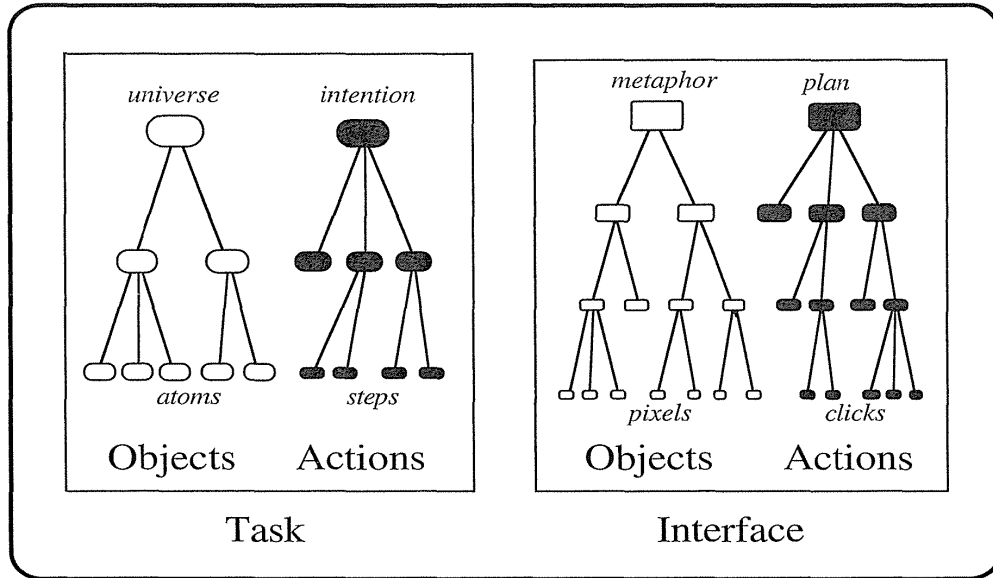 universe
intention
atoms
steps
Objects
Actions
Task
metaphor
plan
pixels
clicks
Objects
Actions
Interface